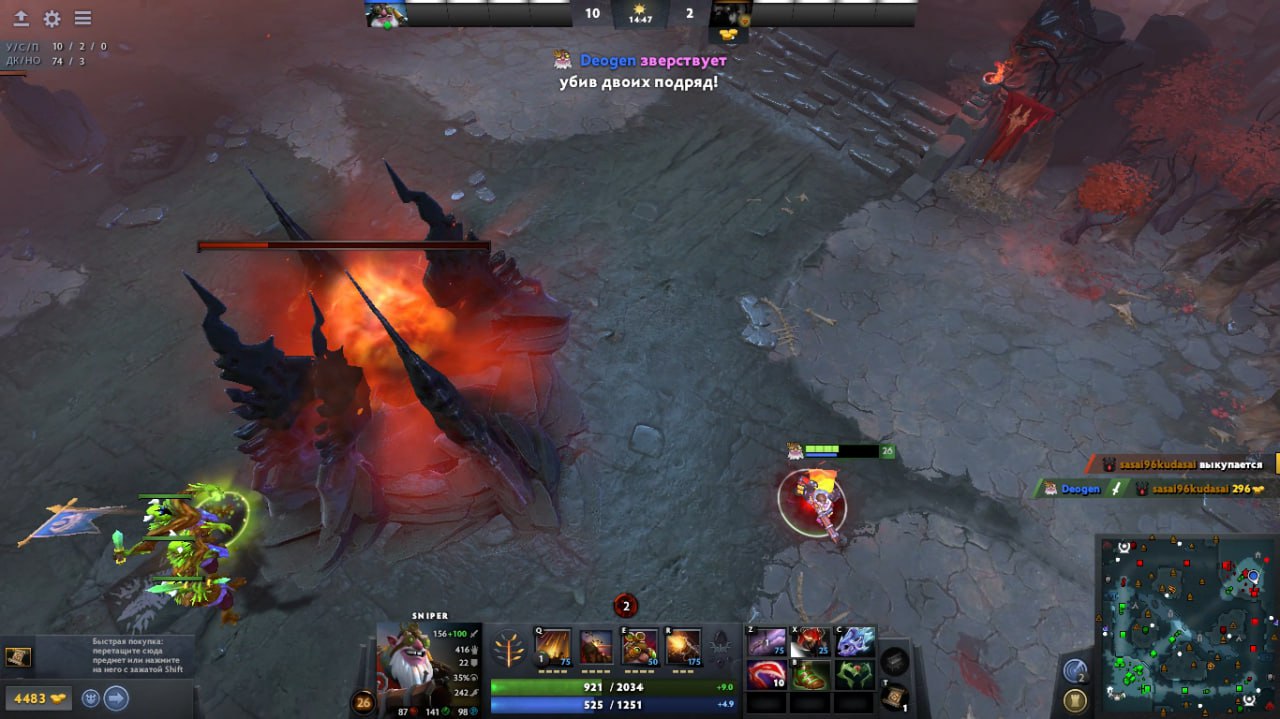 10 14:47 2
У/С/П 10 / 2 / 0
ДК/НО 74 / 3
Deogen зверствует
убив двоих подряд!
26
sasai96kudasai выкупается
Deogen sasai96kudasai 296
2
SNIPER
156+100
416
22
35%
242
87 141 98
26
Q 1 75
E 50
R 175
921 / 2034 +9.0
525 / 1251 +4.9
Z 75
X 25
C
10
T 1
2
Быстрая покупка:
перетащите сюда
предмет или нажмите
на него с зажатой Shift
4483